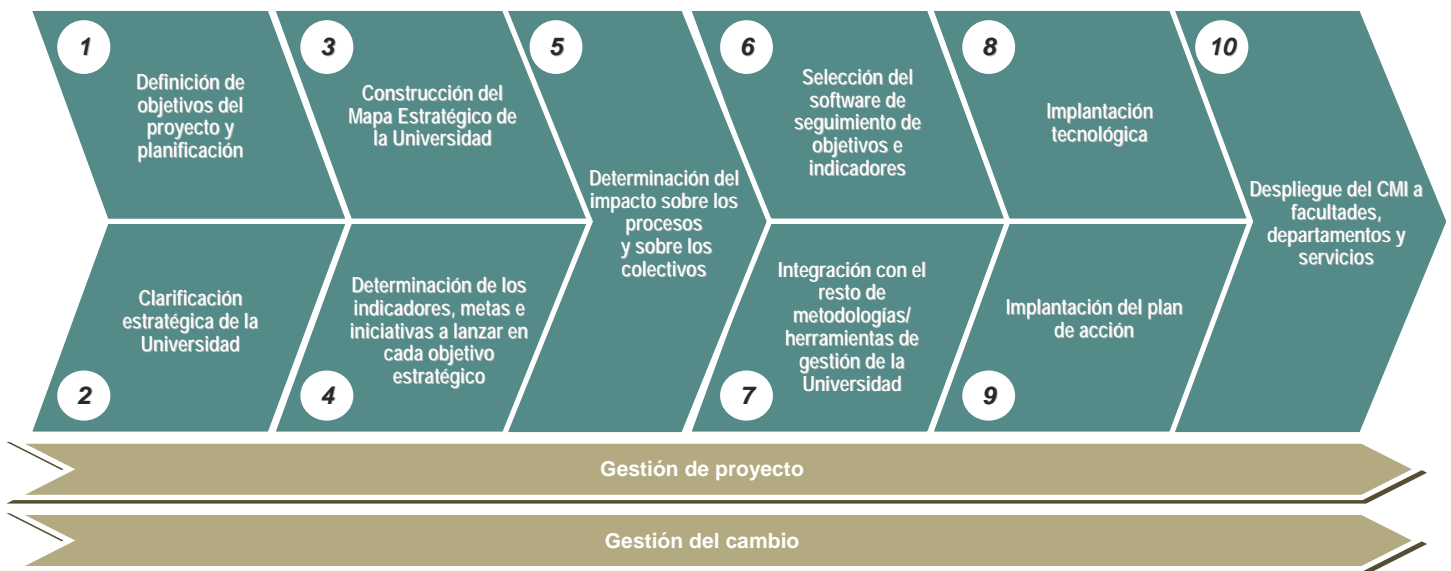 1
Definición de
objetivos del
proyecto y
planificación
2
Clarificación
estratégica de la
Universidad
3
Construcción del
Mapa Estratégico de
la Universidad
4
Determinación de los
indicadores, metas e
iniciativas a lanzar en
cada objetivo
estratégico
5
Determinación del
impacto sobre los
procesos
y sobre los
colectivos
6
Selección del
software de
seguimiento de
objetivos e
indicadores
7
Integración con el
resto de
metodologías/
herramientas de
gestión de la
Universidad
8
Implantación
tecnológica
9
Implantación del plan
de acción
10
Despliegue del CMI a
facultades,
departamentos y
servicios
Gestión de proyecto
Gestión del cambio